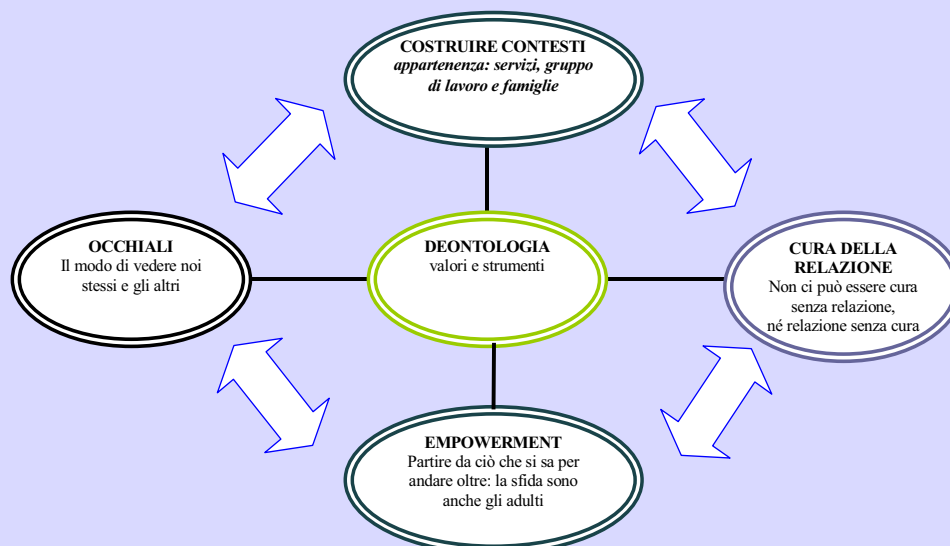 COSTRUIRE CONTESTI
appartenenza: servizi, gruppo
di lavoro e famiglie
OCCHIALI
Il modo di vedere noi
stessi e gli altri
DEONTOLOGIA
valori e strumenti
CURA DELLA
RELAZIONE
Non ci può essere cura
senza relazione,
né relazione senza cura
EMPOWERMENT
Partire da ciò che si sa per
andare oltre: la sfida sono
anche gli adulti